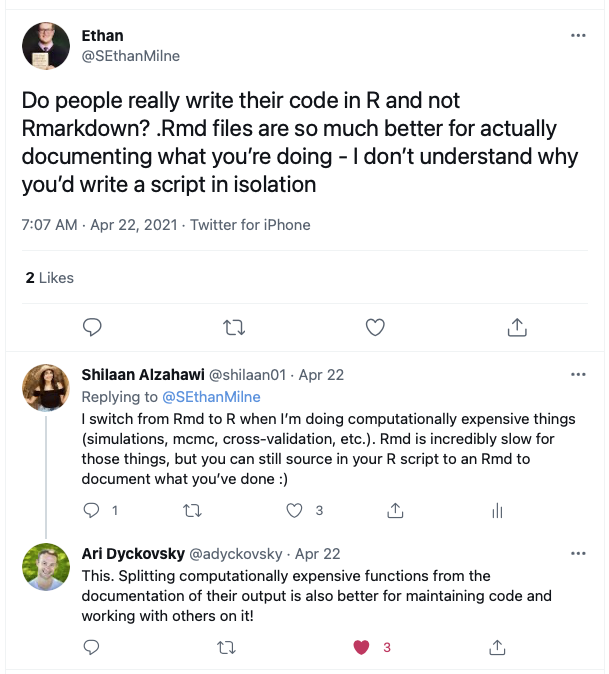 Ethan
@SEthanMilne
Do people really write their code in R and not
Rmarkdown? .Rmd files are so much better for actually
documenting what you’re doing - I don’t understand why
you’d write a script in isolation
7:07 AM · Apr 22, 2021 · Twitter for iPhone
2 Likes
Shilaan Alzahawi @shilaan01 · Apr 22
Replying to @SEthanMilne
I switch from Rmd to R when I’m doing computationally expensive things
(simulations, mcmc, cross-validation, etc.). Rmd is incredibly slow for
those things, but you can still source in your R script to an Rmd to
document what you’ve done :)
1 3
Ari Dyckovsky @adyckovsky · Apr 22
This. Splitting computationally expensive functions from the
documentation of their output is also better for maintaining code and
working with others on it!
3